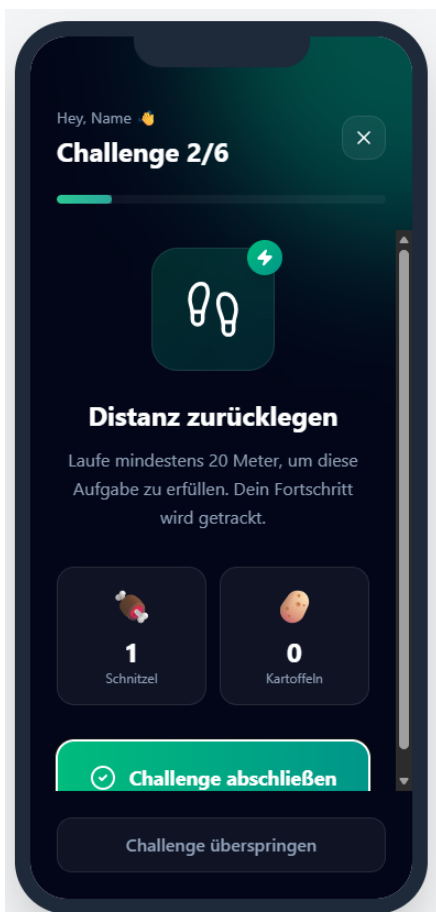 Hey, Name 👋
Challenge 2/6
Distanz zurücklegen
Laufe mindestens 20 Meter, um diese
Aufgabe zu erfüllen. Dein Fortschritt
wird getrackt.
1
Schnitzel
0
Kartoffeln
Challenge abschließen
Challenge überspringen